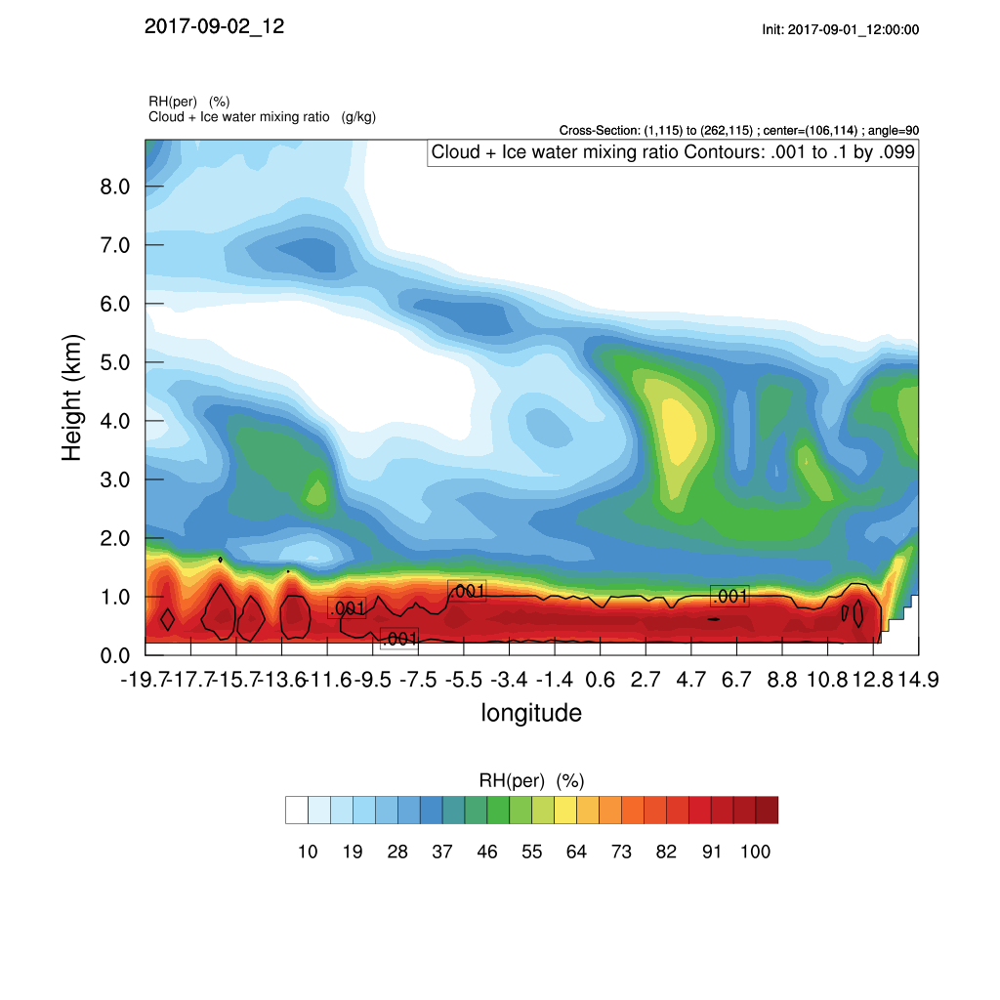 2017-09-02_12
Init: 2017-09-01_12:00:00
RH(per) (%)
Cloud + Ice water mixing ratio (g/kg)
Cross-Section: (1,115) to (262,115) ; center=(106,114) ; angle=90
Cloud + Ice water mixing ratio Contours: .001 to .1 by .099
8.0
7.0
6.0
5.0
4.0
3.0
2.0
1.0
0.0
Height (km)
.001
.001
.001
.001
-19.7 -17.7 -15.7 -13.6 -11.6 -9.5 -7.5 -5.5 -3.4 -1.4 0.6 2.7 4.7 6.7 8.8 10.8 12.8 14.9
longitude
RH(per) (%)
10 19 28 37 46 55 64 73 82 91 100